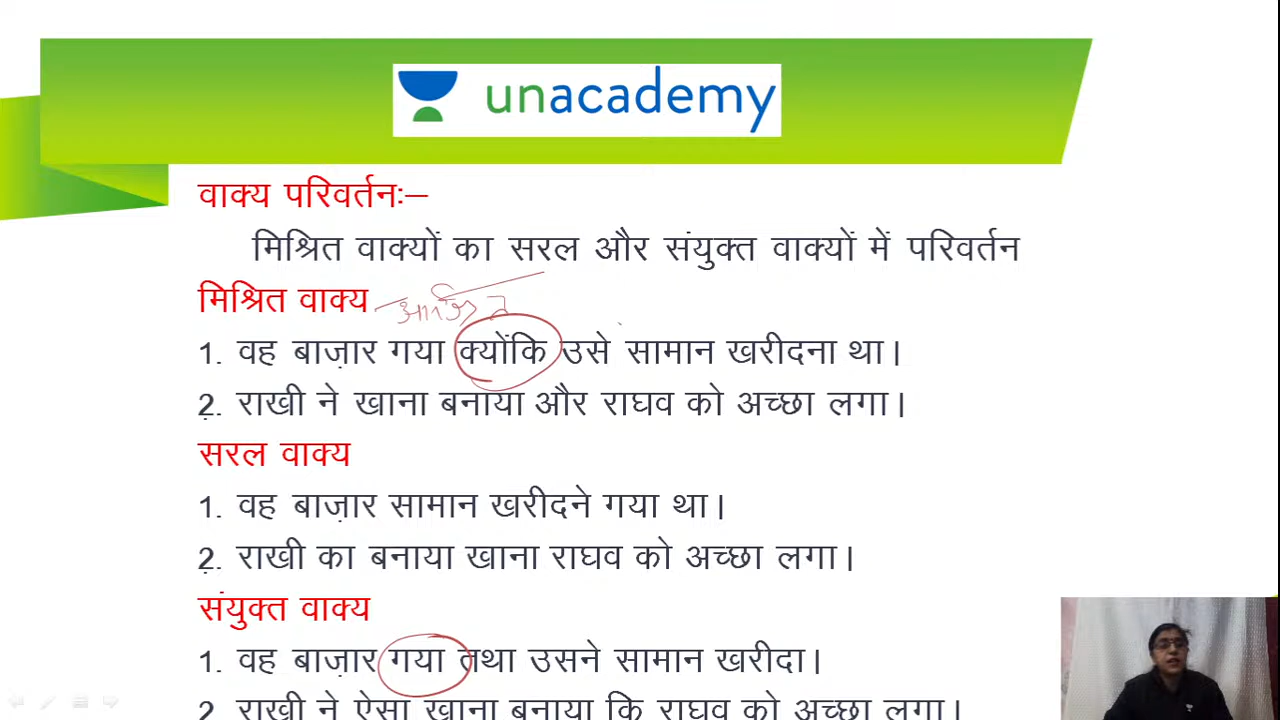 unacademy
वाक्य परिवर्तनः–
मिश्रित वाक्यों का सरल और संयुक्त वाक्यों में परिवर्तन
मिश्रित वाक्य
आश्रित
1. वह बाज़ार गया क्योंकि उसे सामान खरीदना था।
2. राखी ने खाना बनाया और राघव को अच्छा लगा।
सरल वाक्य
1. वह बाज़ार सामान खरीदने गया था।
2. राखी का बनाया खाना राघव को अच्छा लगा।
संयुक्त वाक्य
1. वह बाज़ार गया तथा उसने सामान खरीदा।
2. राखी ने ऐसा खाना बनाया कि राघव को अच्छा लगा।